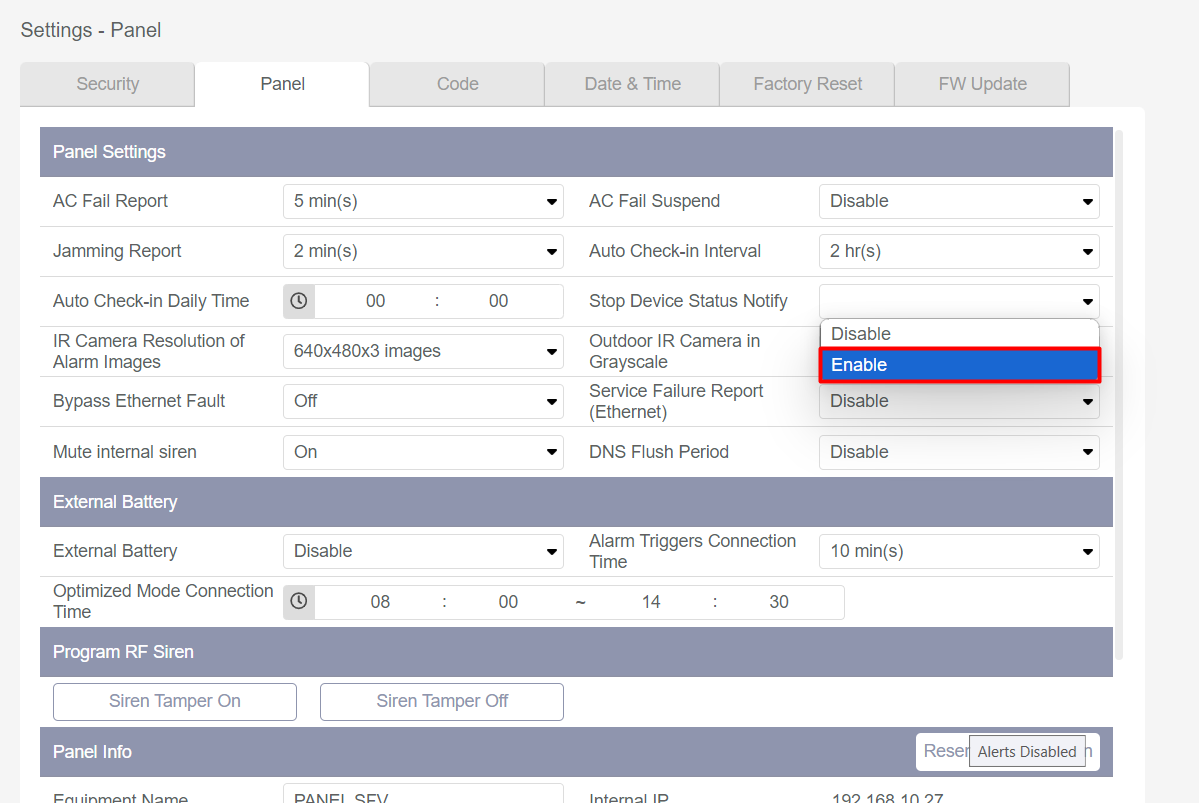 Settings - Panel
Security
Panel
Code
Date & Time
Factory Reset
FW Update
Panel Settings
AC Fail Report
5 min(s)
AC Fail Suspend
Disable
Jamming Report
2 min(s)
Auto Check-in Interval
2 hr(s)
Auto Check-in Daily Time
00 : 00
Stop Device Status Notify
Disable
Enable
IR Camera Resolution of
Alarm Images
640x480x3 images
Outdoor IR Camera in
Grayscale
Bypass Ethernet Fault
Off
Service Failure Report
(Ethernet)
Disable
Mute internal siren
On
DNS Flush Period
Disable
External Battery
External Battery
Disable
Alarm Triggers Connection
Time
10 min(s)
Optimized Mode Connection
Time
08 : 00 ~ 14 : 30
Program RF Siren
Siren Tamper On
Siren Tamper Off
Panel Info
Alerts Disabled
Equipment Name
PANEL SFV
Internal IP
192.168.10.27